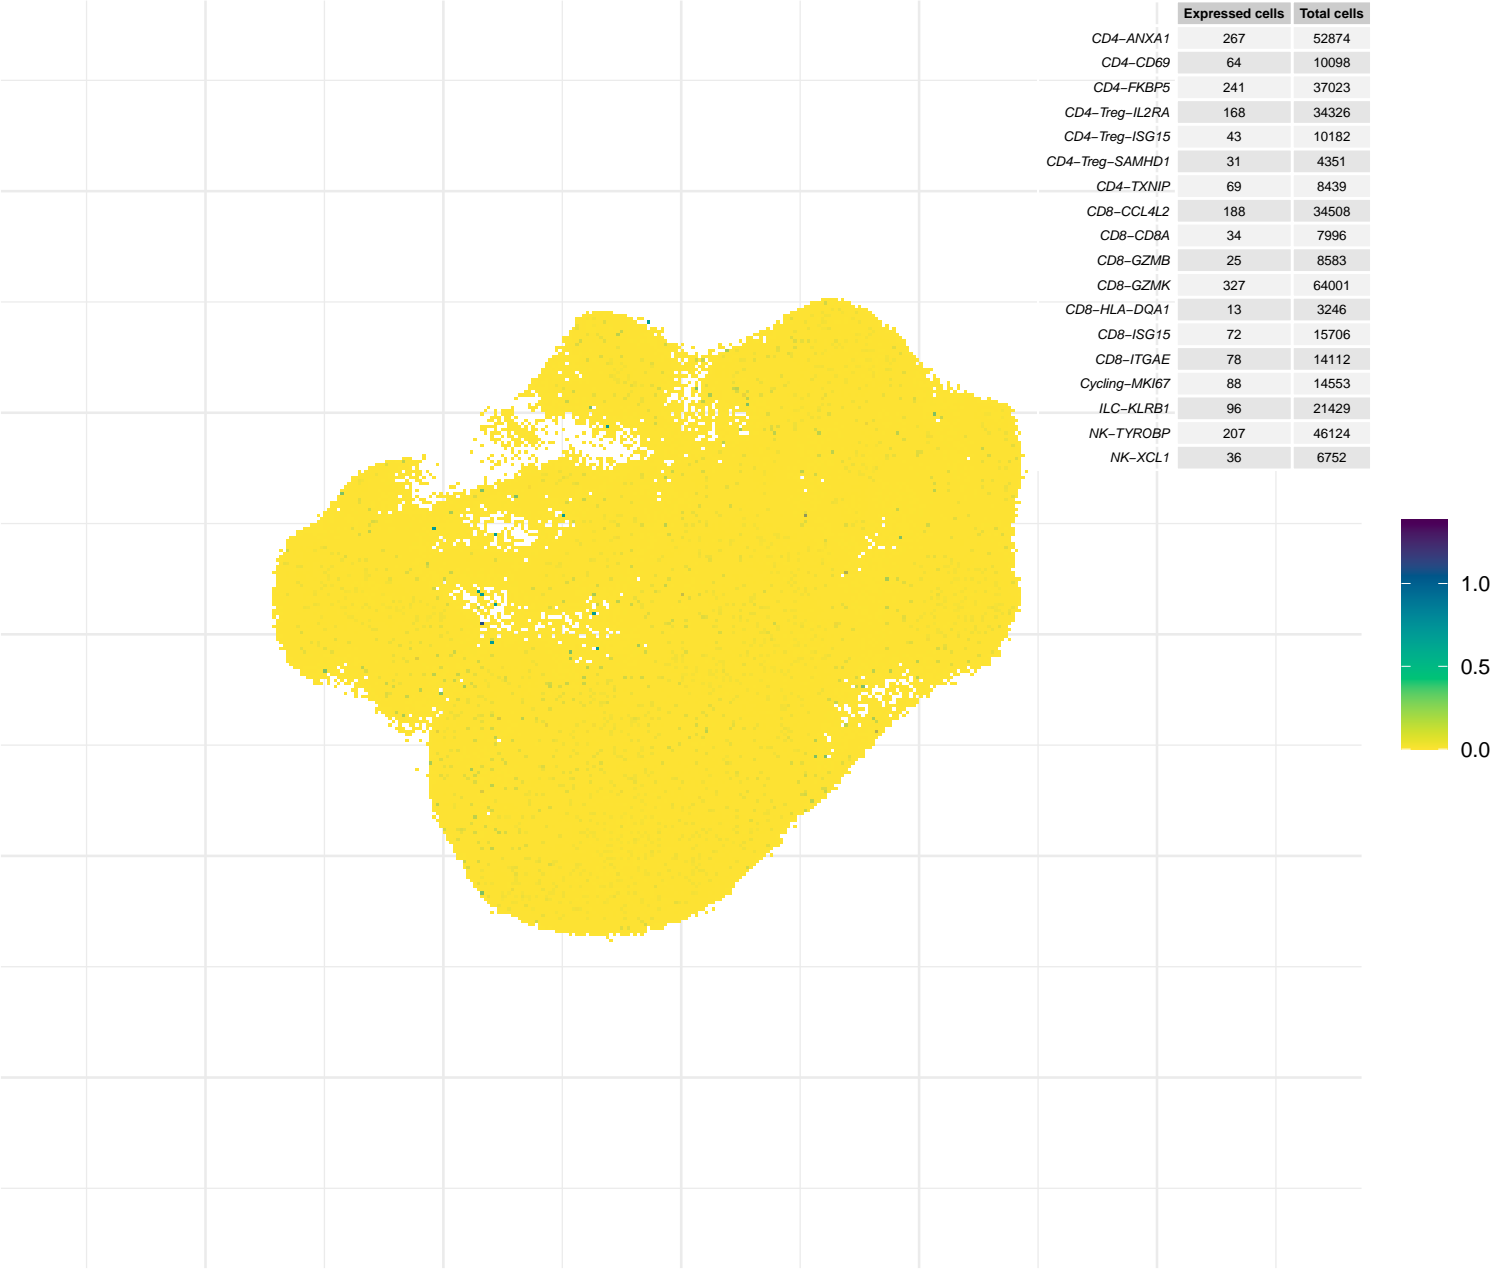 Expressed cells Total cells
CD4−ANXA1 267 52874
CD4−CD69 64 10098
CD4−FKBP5 241 37023
CD4−Treg−IL2RA 168 34326
CD4−Treg−ISG15 43 10182
CD4−Treg−SAMHD1 31 4351
CD4−TXNIP 69 8439
CD8−CCL4L2 188 34508
CD8−CD8A 34 7996
CD8−GZMB 25 8583
CD8−GZMK 327 64001
CD8−HLA−DQA1 13 3246
CD8−ISG15 72 15706
CD8−ITGAE 78 14112
Cycling−MKI67 88 14553
ILC−KLRB1 96 21429
NK−TYROBP 207 46124
NK−XCL1 36 6752
1.0
0.5
0.0